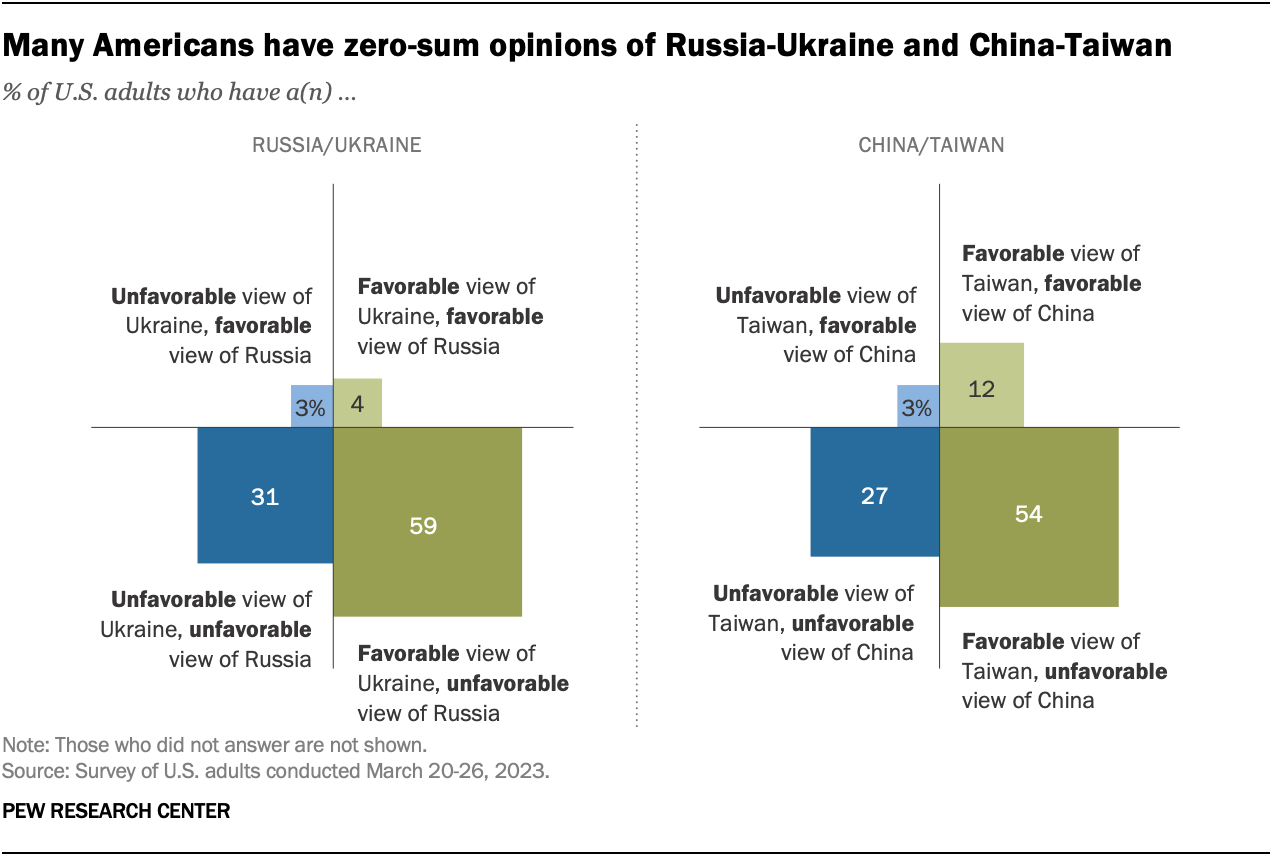 Many Americans have zero-sum opinions of Russia-Ukraine and China-Taiwan
% of U.S. adults who have a(n) ...
RUSSIA/UKRAINE
Unfavorable view of
Ukraine, favorable
view of Russia
Favorable view of
Ukraine, favorable
view of Russia
3%
4
31
59
Unfavorable view of
Ukraine, unfavorable
view of Russia
Favorable view of
Ukraine, unfavorable
view of Russia
CHINA/TAIWAN
Unfavorable view of
Taiwan, favorable
view of China
Favorable view of
Taiwan, favorable
view of China
3%
12
27
54
Unfavorable view of
Taiwan, unfavorable
view of China
Favorable view of
Taiwan, unfavorable
view of China
Note: Those who did not answer are not shown.
Source: Survey of U.S. adults conducted March 20-26, 2023.
PEW RESEARCH CENTER